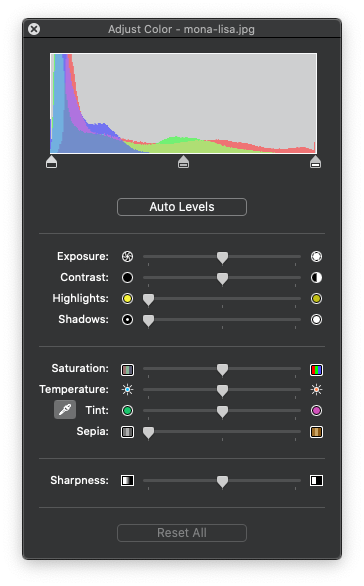 Adjust Color - mona-lisa.jpg
Auto Levels
Exposure:
Contrast:
Highlights:
Shadows:
Saturation:
Temperature:
Tint:
Sepia:
Sharpness:
Reset All